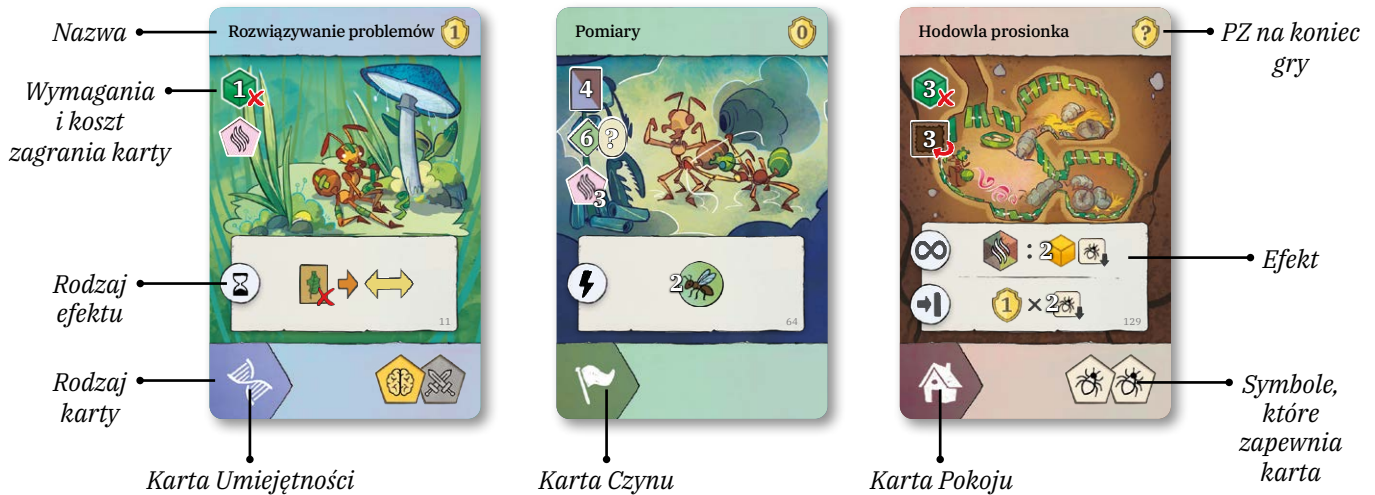 Nazwa
Rozwiązywanie problemów
1
Pomiary
0
Hodowla prosionka
?
PZ na koniec
gry
Wymagania
i koszt
zagrania karty
1
4
6
?
3
3
3
Rodzaj
efektu
11
2
64
: 2
1 × 2
129
Efekt
Rodzaj
karty
Symbole,
które
zapewnia
karta
Karta Umiejętności
Karta Czynu
Karta Pokoju